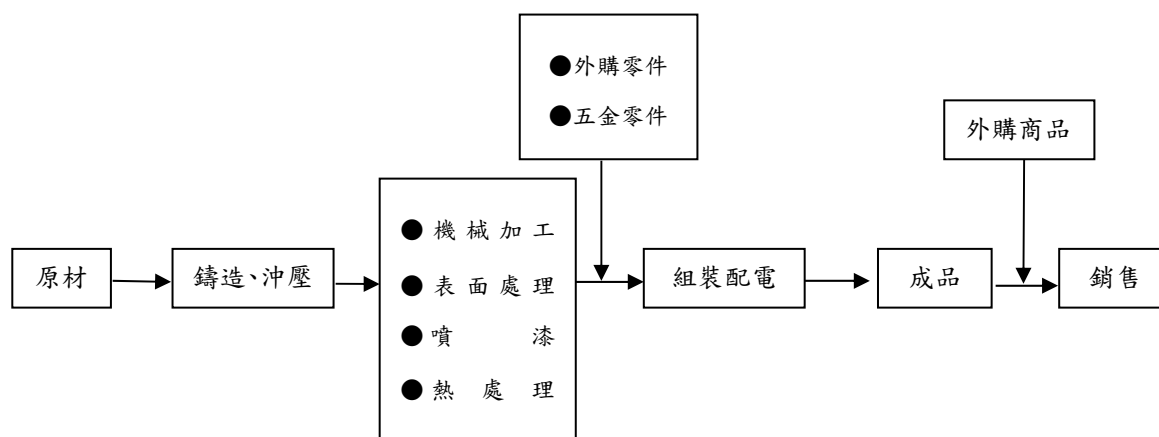 ●外購零件
●五金零件
外購商品
原材
鑄造、沖壓
●機械加工
●表面處理
●噴漆
●熱處理
組裝配電
成品
銷售